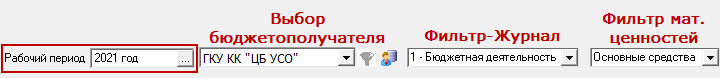 Выбор
бюджетополучателя
Фильтр-Журнал
Фильтр мат.
ценностей
Рабочий период 2021 год ... ГКУ КК "ЦБ УСО" 1 - Бюджетная деятельность Основные средства